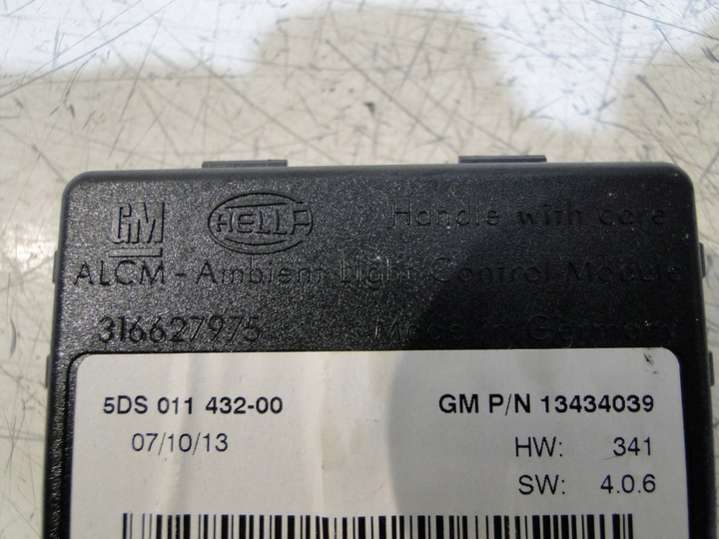 GM HELLA Handle with care
ALCM - Ambient Light Control Module
316627975 Made in Germany
5DS 011 432-00 GM P/N 13434039
07/10/13 HW: 341
SW: 4.0.6